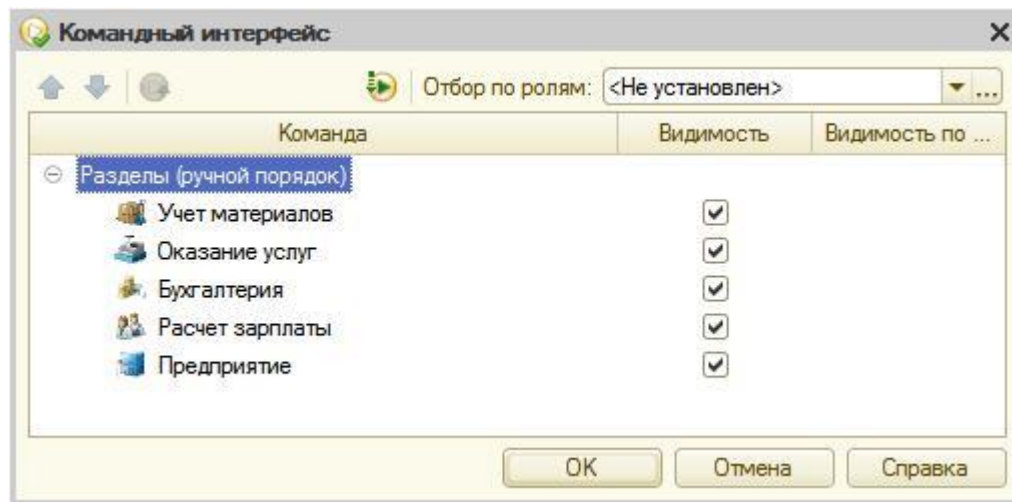 Командный интерфейс
Отбор по ролям: <Не установлен>
Команда Видимость Видимость по ...
Разделы (ручной порядок)
Учет материалов
Оказание услуг
Бухгалтерия
Расчет зарплаты
Предприятие
OK Отмена Справка